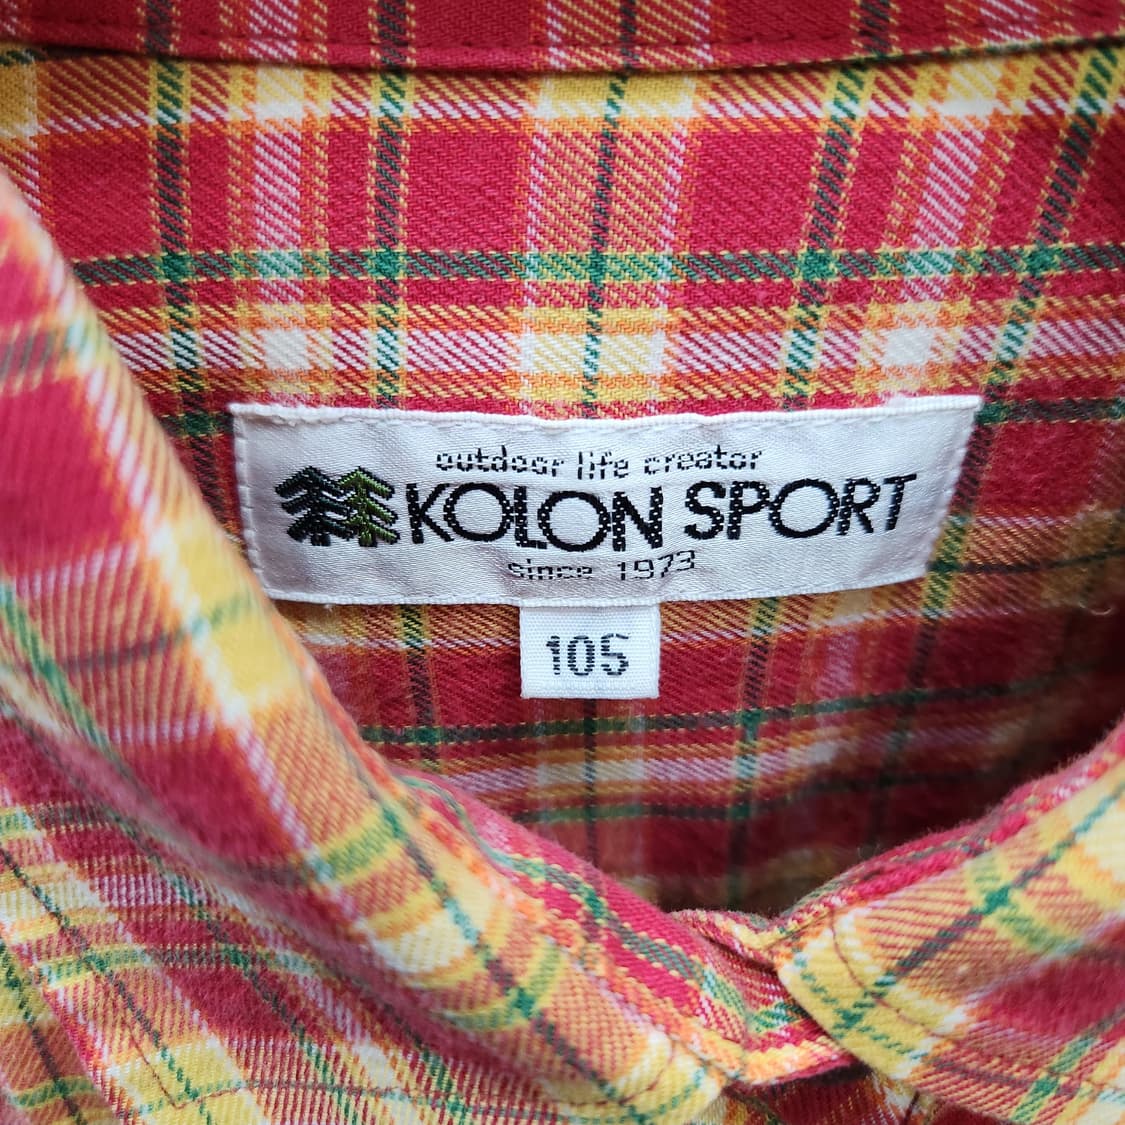 outdoor life creator
KOLON SPORT
since 1973
105